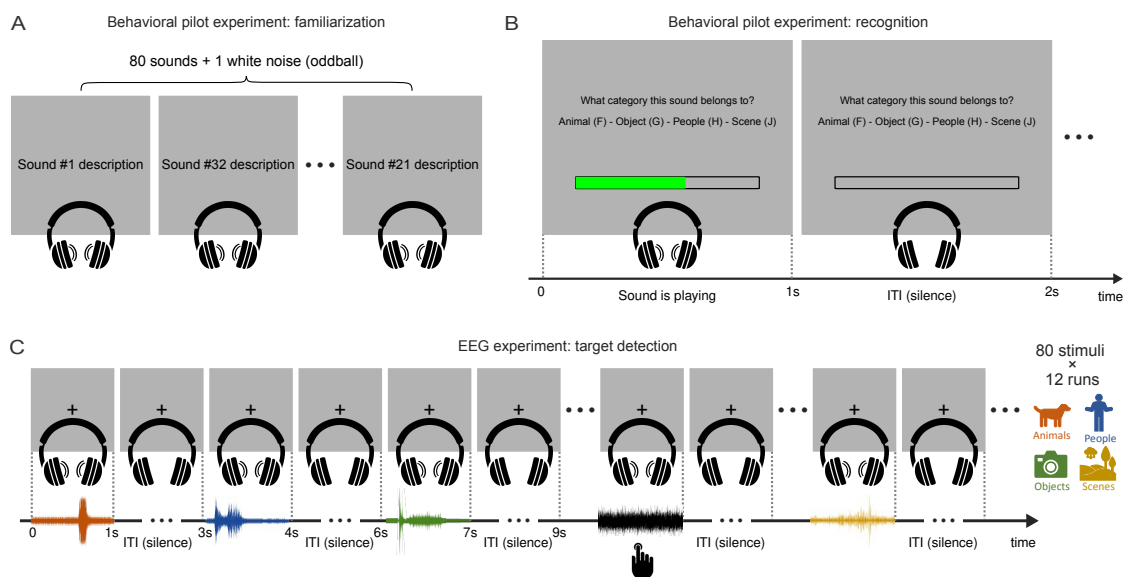 A
Behavioral pilot experiment: familiarization
80 sounds + 1 white noise (oddball)
Sound #1 description
Sound #32 description
Sound #21 description
B
Behavioral pilot experiment: recognition
What category this sound belongs to?
Animal (F) - Object (G) - People (H) - Scene (J)
What category this sound belongs to?
Animal (F) - Object (G) - People (H) - Scene (J)
0
Sound is playing
1s
ITI (silence)
2s
time
C
EEG experiment: target detection
80 stimuli
×
12 runs
Animals
People
Objects
Scenes
+
+
+
+
+
+
+
+
+
+
0
1s
ITI (silence)
3s
4s
ITI (silence)
6s
7s
ITI (silence)
9s
ITI (silence)
ITI (silence)
time